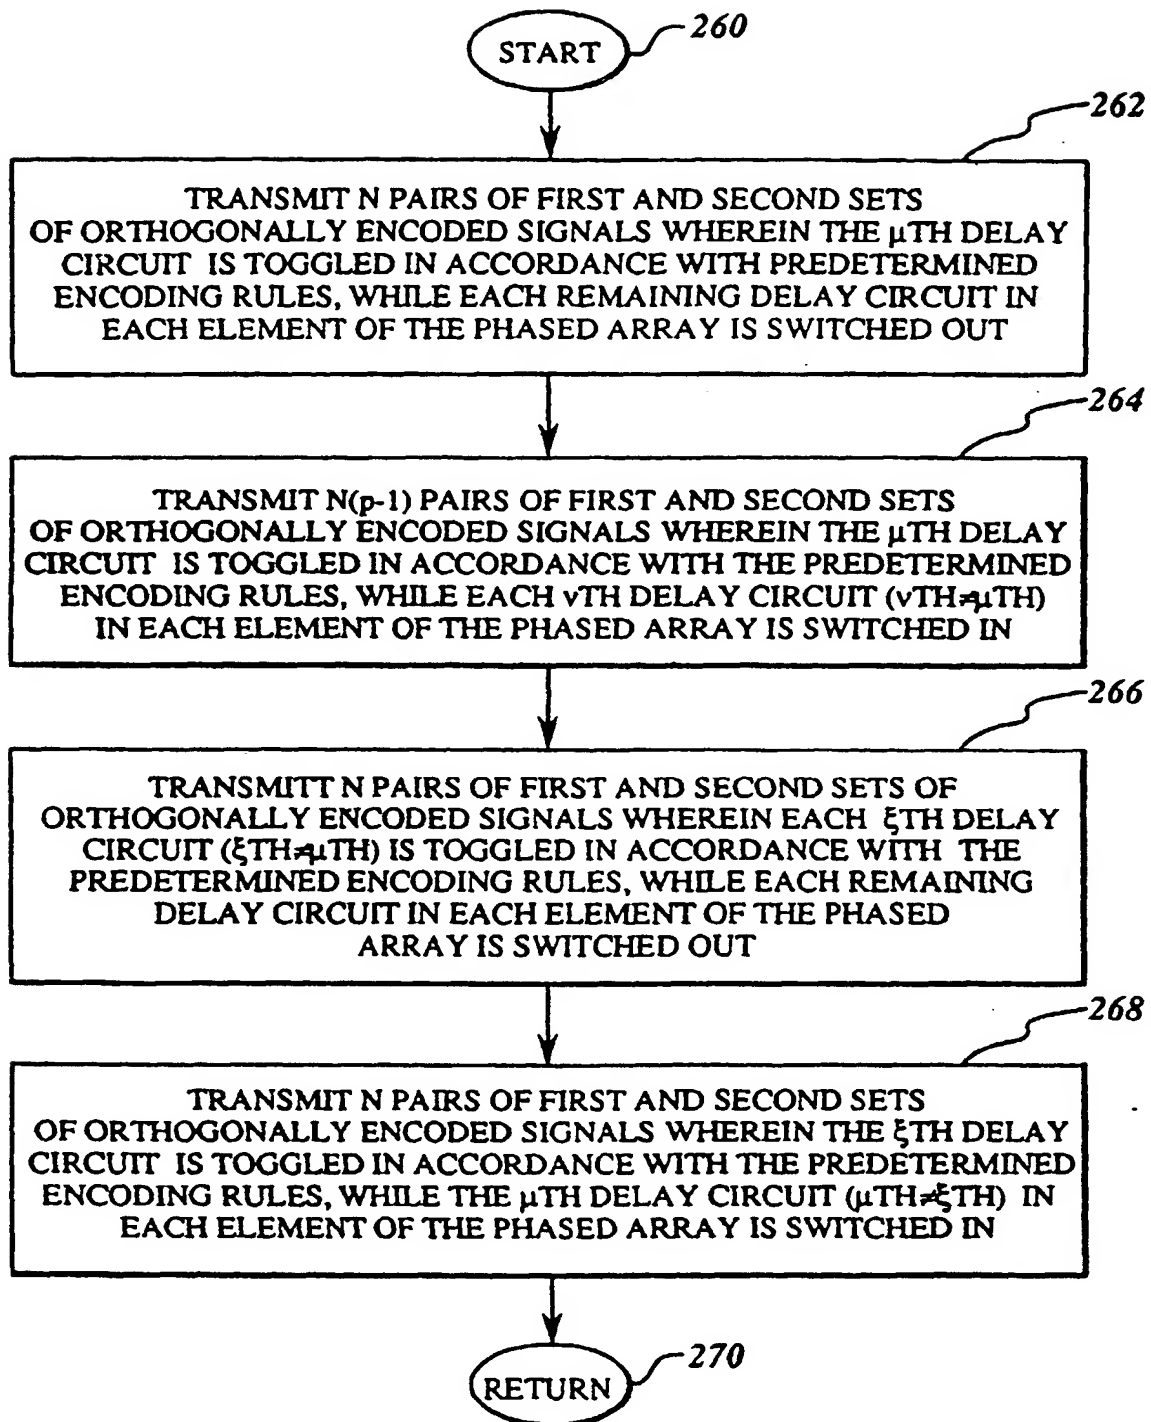 START
260
262
TRANSMIT N PAIRS OF FIRST AND SECOND SETS
OF ORTHOGONALLY ENCODED SIGNALS WHEREIN THE μTH DELAY
CIRCUIT IS TOGGLED IN ACCORDANCE WITH PREDETERMINED
ENCODING RULES, WHILE EACH REMAINING DELAY CIRCUIT IN
EACH ELEMENT OF THE PHASED ARRAY IS SWITCHED OUT
264
TRANSMIT N(p-1) PAIRS OF FIRST AND SECOND SETS
OF ORTHOGONALLY ENCODED SIGNALS WHEREIN THE μTH DELAY
CIRCUIT IS TOGGLED IN ACCORDANCE WITH THE PREDETERMINED
ENCODING RULES, WHILE EACH νTH DELAY CIRCUIT (νTH≠μTH)
IN EACH ELEMENT OF THE PHASED ARRAY IS SWITCHED IN
266
TRANSMITT N PAIRS OF FIRST AND SECOND SETS OF
ORTHOGONALLY ENCODED SIGNALS WHEREIN EACH ξTH DELAY
CIRCUIT (ξTH≠μTH) IS TOGGLED IN ACCORDANCE WITH THE
PREDETERMINED ENCODING RULES, WHILE EACH REMAINING
DELAY CIRCUIT IN EACH ELEMENT OF THE PHASED
ARRAY IS SWITCHED OUT
268
TRANSMIT N PAIRS OF FIRST AND SECOND SETS
OF ORTHOGONALLY ENCODED SIGNALS WHEREIN THE ξTH DELAY
CIRCUIT IS TOGGLED IN ACCORDANCE WITH THE PREDETERMINED
ENCODING RULES, WHILE THE μTH DELAY CIRCUIT (μTH≠ξTH) IN
EACH ELEMENT OF THE PHASED ARRAY IS SWITCHED IN
270
RETURN